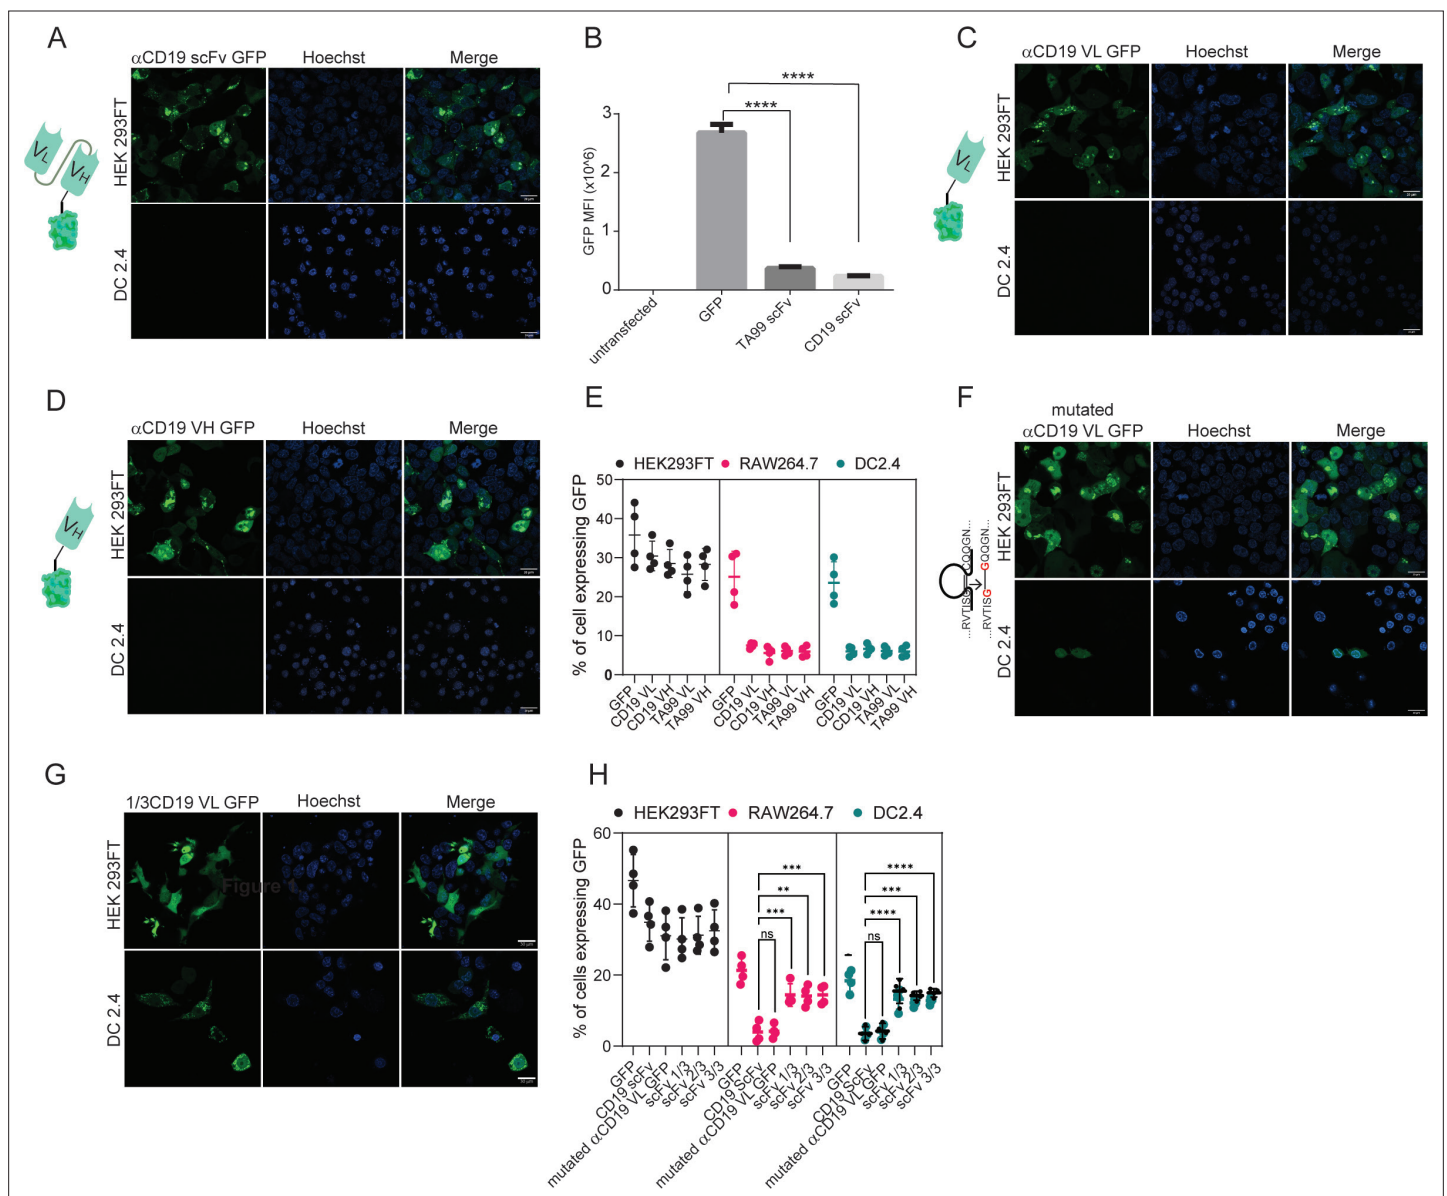 A
αCD19 scFv GFP
Hoechst
Merge
HEK 293FT
DC 2.4
VL
VH
B
****
****
GFP MFI (x10^6)
3
2
1
0
untransfected
GFP
TA99 scFv
CD19 scFv
C
αCD19 VL GFP
Hoechst
Merge
HEK 293FT
DC 2.4
VL
D
αCD19 VH GFP
Hoechst
Merge
HEK 293FT
DC 2.4
VH
E
HEK293FT
RAW264.7
DC2.4
% of cell expressing GFP
50
40
30
20
10
0
GFP
CD19 VL
CD19 VH
TA99 VL
TA99 VH
GFP
CD19 VL
CD19 VH
TA99 VL
TA99 VH
GFP
CD19 VL
CD19 VH
TA99 VL
TA99 VH
F
mutated
αCD19 VL GFP
Hoechst
Merge
HEK 293FT
DC 2.4
...RVTISC
CQQGN...
...RVTISG
GQQGN...
G
1/3CD19 VL GFP
Hoechst
Merge
HEK 293FT
DC 2.4
Figure
H
HEK293FT
RAW264.7
DC2.4
% of cells expressing GFP
60
40
20
0
***
**
***
ns
****
***
****
ns
GFP
CD19 scFv
mutated αCD19 VL GFP
scFv 1/3
scFv 2/3
scFv 3/3
GFP
CD19 ScFv
mutated αCD19 VL GFP
scFv 1/3
scFv 2/3
scFv 3/3
GFP
CD19 ScFv
mutated αCD19 VL GFP
scFv 1/3
scFv 2/3
scFv 3/3